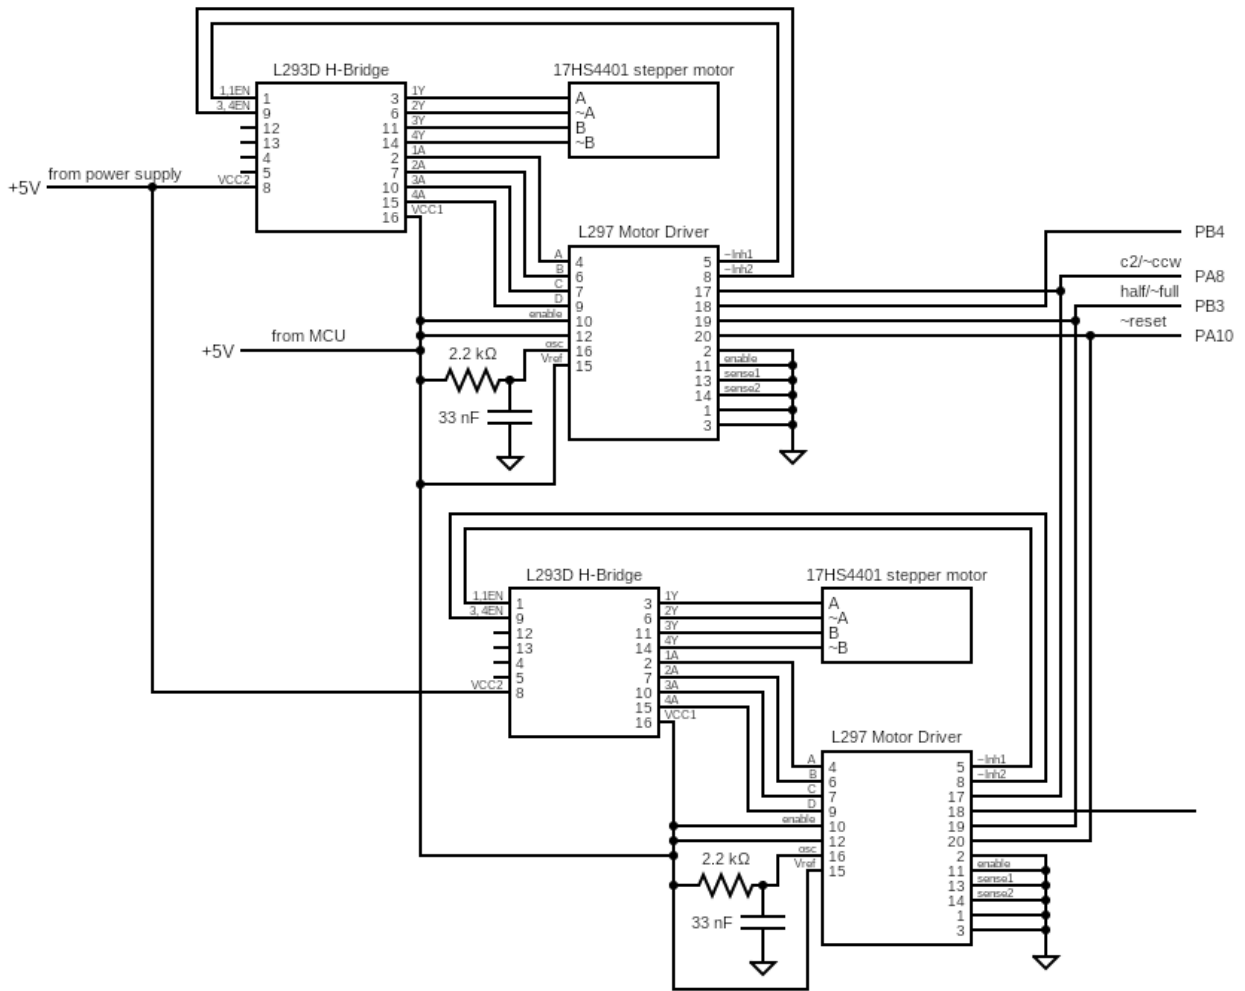 L293D H-Bridge
17HS4401 stepper motor
1,1EN
3, 4EN
1
9
12
13
4
5
8
VCC2
3
6
11
14
2
7
10
15
16
1Y
2Y
3Y
4Y
1A
2A
3A
4A
VCC1
A
~A
B
~B
+5V
from power supply
L297 Motor Driver
A
B
C
D
enable
osc
Vref
4
6
7
9
10
12
16
15
5
8
17
18
19
20
2
11
13
14
1
3
~Inh1
~Inh2
enable
sense1
sense2
PB4
c2/~ccw
PA8
half/~full
PB3
~reset
PA10
+5V
from MCU
2.2 kΩ
33 nF
L293D H-Bridge
17HS4401 stepper motor
1,1EN
3, 4EN
1
9
12
13
4
5
8
VCC2
3
6
11
14
2
7
10
15
16
1Y
2Y
3Y
4Y
1A
2A
3A
4A
VCC1
A
~A
B
~B
L297 Motor Driver
A
B
C
D
enable
osc
Vref
4
6
7
9
10
12
16
15
5
8
17
18
19
20
2
11
13
14
1
3
~Inh1
~Inh2
enable
sense1
sense2
2.2 kΩ
33 nF